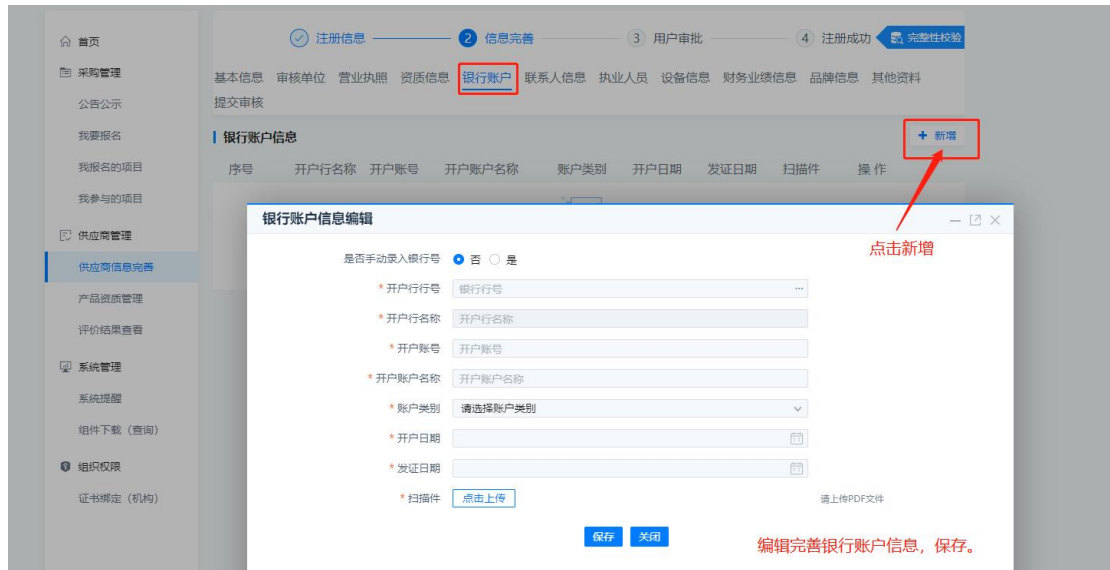 首页
采购管理
公告公示
我要报名
我报名的项目
我参与的项目
供应商管理
供应商信息完善
产品资质管理
评价结果查看
系统管理
系统提醒
组件下载（查询）
组织权限
证书绑定（机构）
注册信息 2 信息完善 3 用户审批 4 注册成功 完整性校验
基本信息 审核单位 营业执照 资质信息 银行账户 联系人信息 执业人员 设备信息 财务业绩信息 品牌信息 其他资料
提交审核
银行账户信息 + 新增
序号 开户行名称 开户账号 开户账户名称 账户类别 开户日期 发证日期 扫描件 操作
点击新增
银行账户信息编辑
是否手动录入银行号 否 是
* 开户行行号 银行行号 ...
* 开户行名称 开户行名称
* 开户账号 开户账号
* 开户账户名称 开户账户名称
* 账户类别 请选择账户类别
* 开户日期
* 发证日期
* 扫描件 点击上传 请上传PDF文件
保存 关闭
编辑完善银行账户信息，保存。